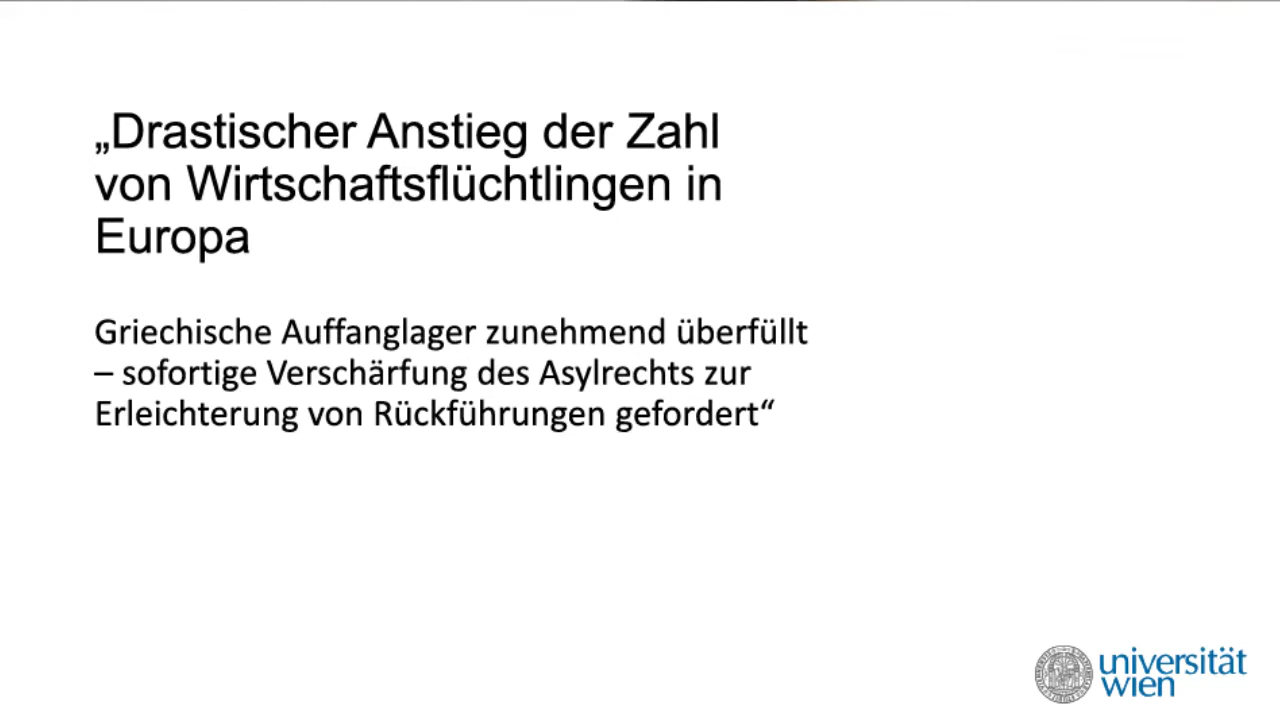 „Drastischer Anstieg der Zahl
von Wirtschaftsflüchtlingen in
Europa
Griechische Auffanglager zunehmend überfüllt
– sofortige Verschärfung des Asylrechts zur
Erleichterung von Rückführungen gefordert“
universität
wien